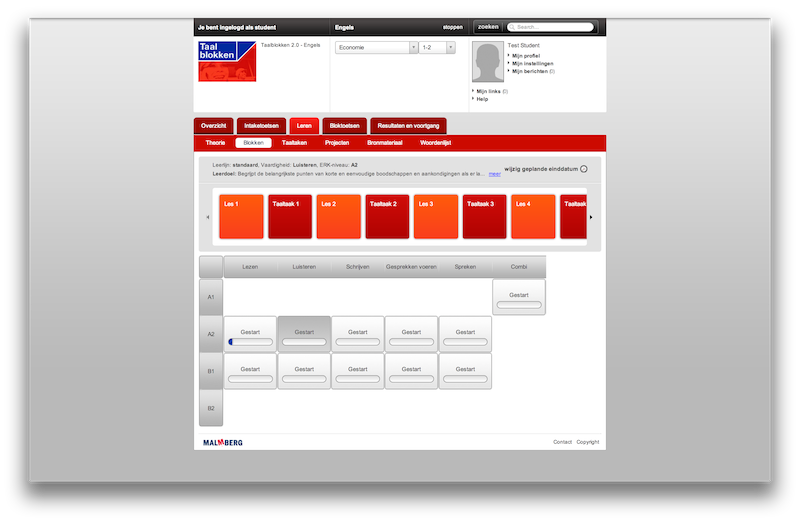 Je bent ingelogd als student
Engels
stoppen
zoeken
Search...
Taal
blokken
Taalblokken 2.0 - Engels
Economie
1-2
Test Student
Mijn profiel
Mijn instellingen
Mijn berichten (0)
Mijn links (0)
Help
Overzicht
Intaketoetsen
Leren
Bloktoetsen
Resultaten en voortgang
Theorie
Blokken
Taaltaken
Projecten
Bronmateriaal
Woordenlijst
Leerlijn: standaard, Vaardigheid: Luisteren, ERK-niveau: A2
Leerdoel: Begrijpt de belangrijkste punten van korte en eenvoudige boodschappen en aankondigingen als er ta... meer
wijzig geplande einddatum
Les 1
Taaltaak 1
Les 2
Taaltaak 2
Les 3
Taaltaak 3
Les 4
Taaltaak
Lezen
Luisteren
Schrijven
Gesprekken voeren
Spreken
Combi
A1
Gestart
A2
Gestart
Gestart
Gestart
Gestart
Gestart
B1
Gestart
Gestart
Gestart
Gestart
Gestart
B2
MALMBERG
Contact
Copyright